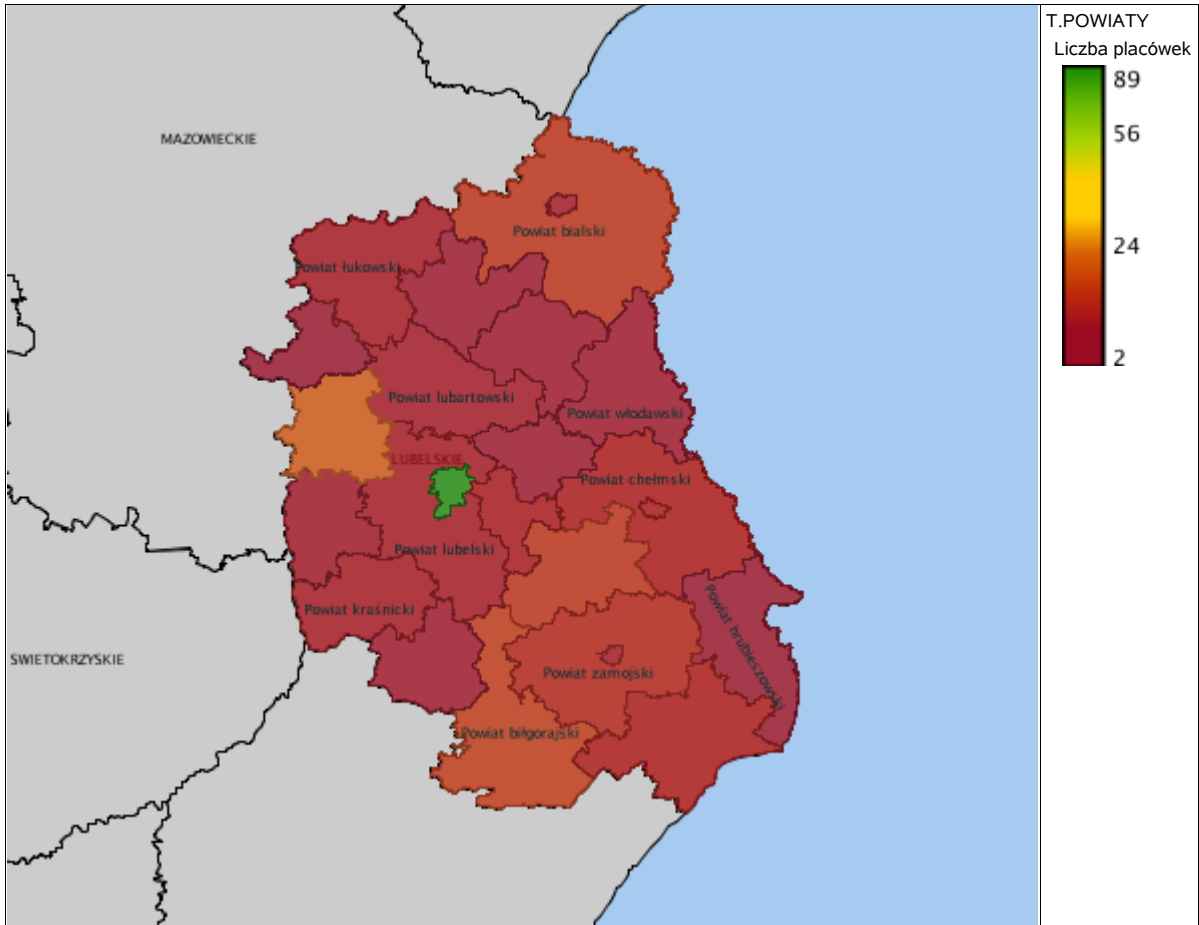 T.POWIATY
Liczba placówek
89
56
24
2
MAZOWIECKIE
Powiat bialski
Powiat łukowski
Powiat lubartowski
Powiat włodawski
LUBELSKIE
Powiat chełmski
Powiat lubelski
Powiat kraśnicki
Powiat hrubieszowski
SWIETOKRZYSKIE
Powiat zamojski
Powiat biłgorajski